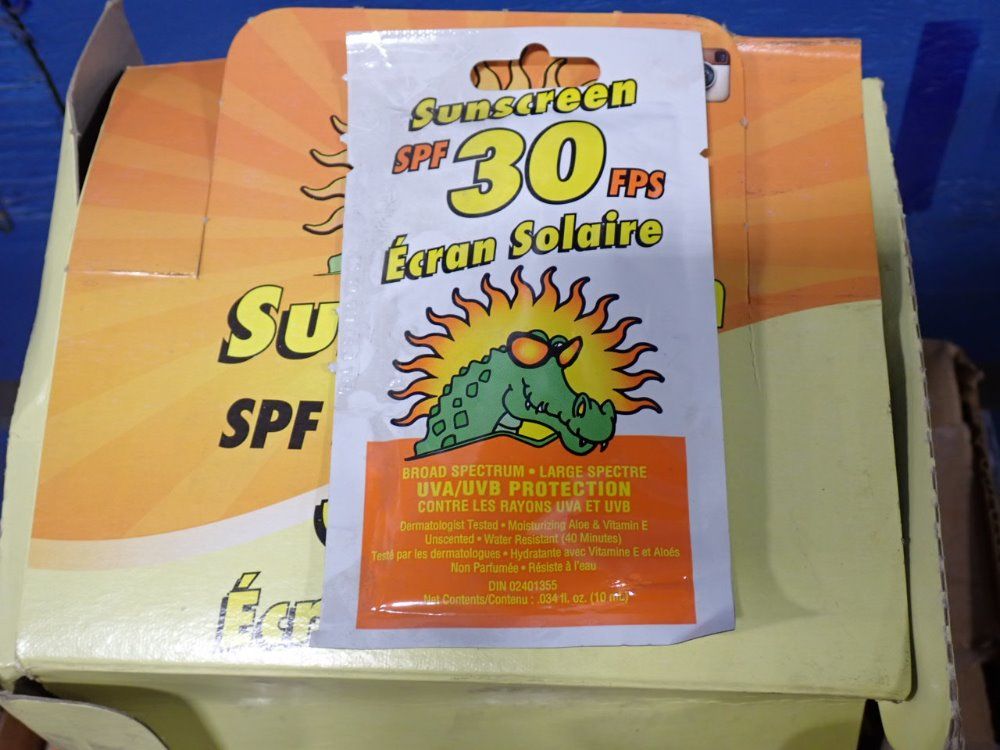 Sunscreen
SPF 30 FPS
Écran Solaire
BROAD SPECTRUM • LARGE SPECTRE
UVA/UVB PROTECTION
CONTRE LES RAYONS UVA ET UVB
Dermatologist Tested • Moisturizing Aloe & Vitamin E
Unscented • Water Resistant (40 Minutes)
Testé par les dermatologues • Hydratante avec Vitamine E et Aloés
Non Parfumée • Résiste à l'eau
DIN 02401355
Net Contents/Contenu : .034 fl. oz. (10 mL)
Su
SPF
Écr